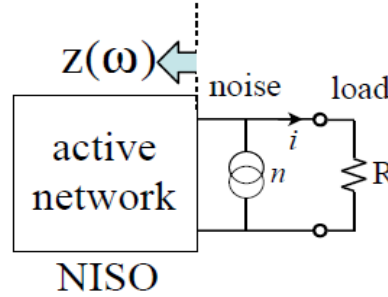 z(ω)
noise
load
i
active
network
n
R
NISO